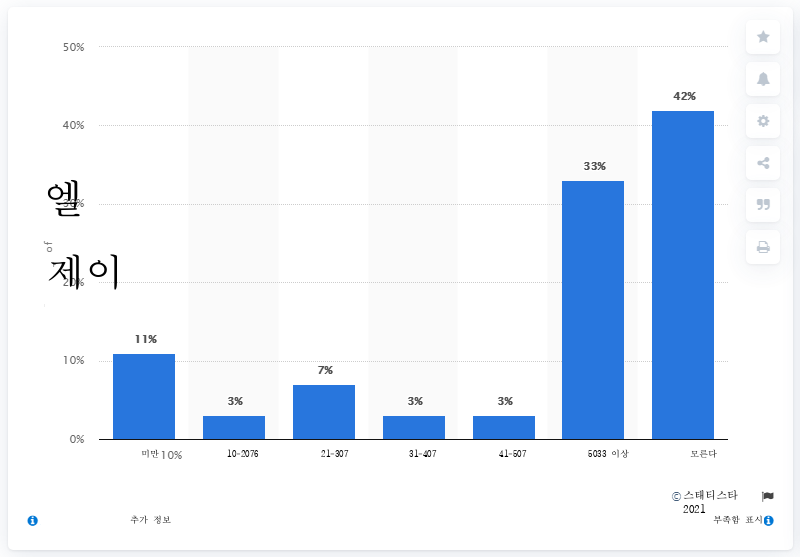 50%
40%
30%
20%
10%
0%
엘
of
제이
11%
3%
7%
3%
3%
33%
42%
미만 10%
10-2076
21-307
31-407
41-507
5033 이상
모른다
© 스태티스타
2021
추가 정보
부족함 표시